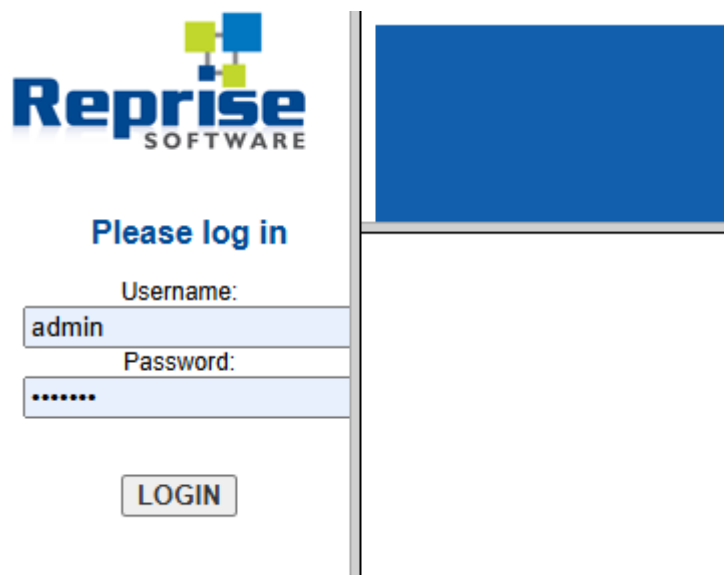 Reprise
SOFTWARE
Please log in
Username:
admin
Password:
•••••••
LOGIN